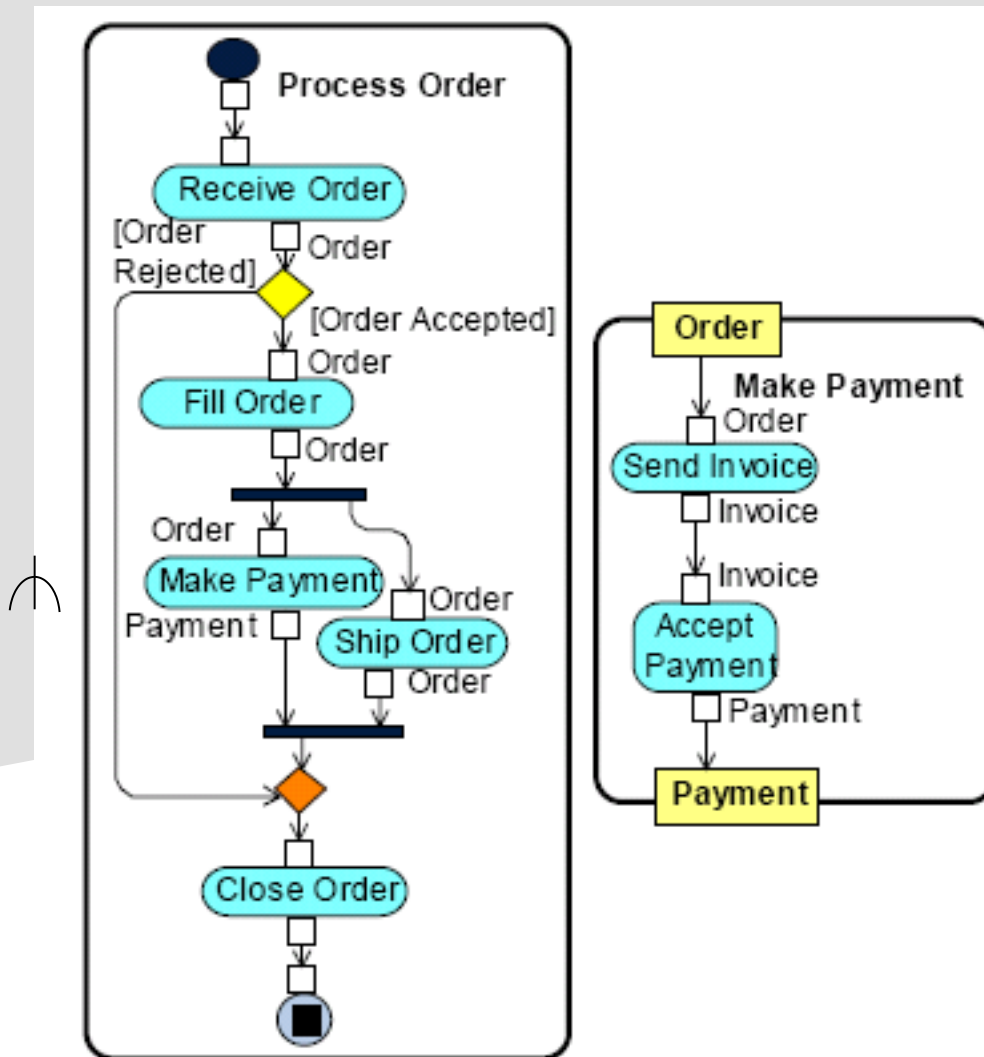 Process Order
Receive Order
[Order
Rejected]
Order
[Order Accepted]
Order
Fill Order
Order
Order
Make Payment
Order
Payment
Ship Order
Order
Close Order
Order
Make Payment
Order
Send Invoice
Invoice
Invoice
Accept
Payment
Payment
Payment